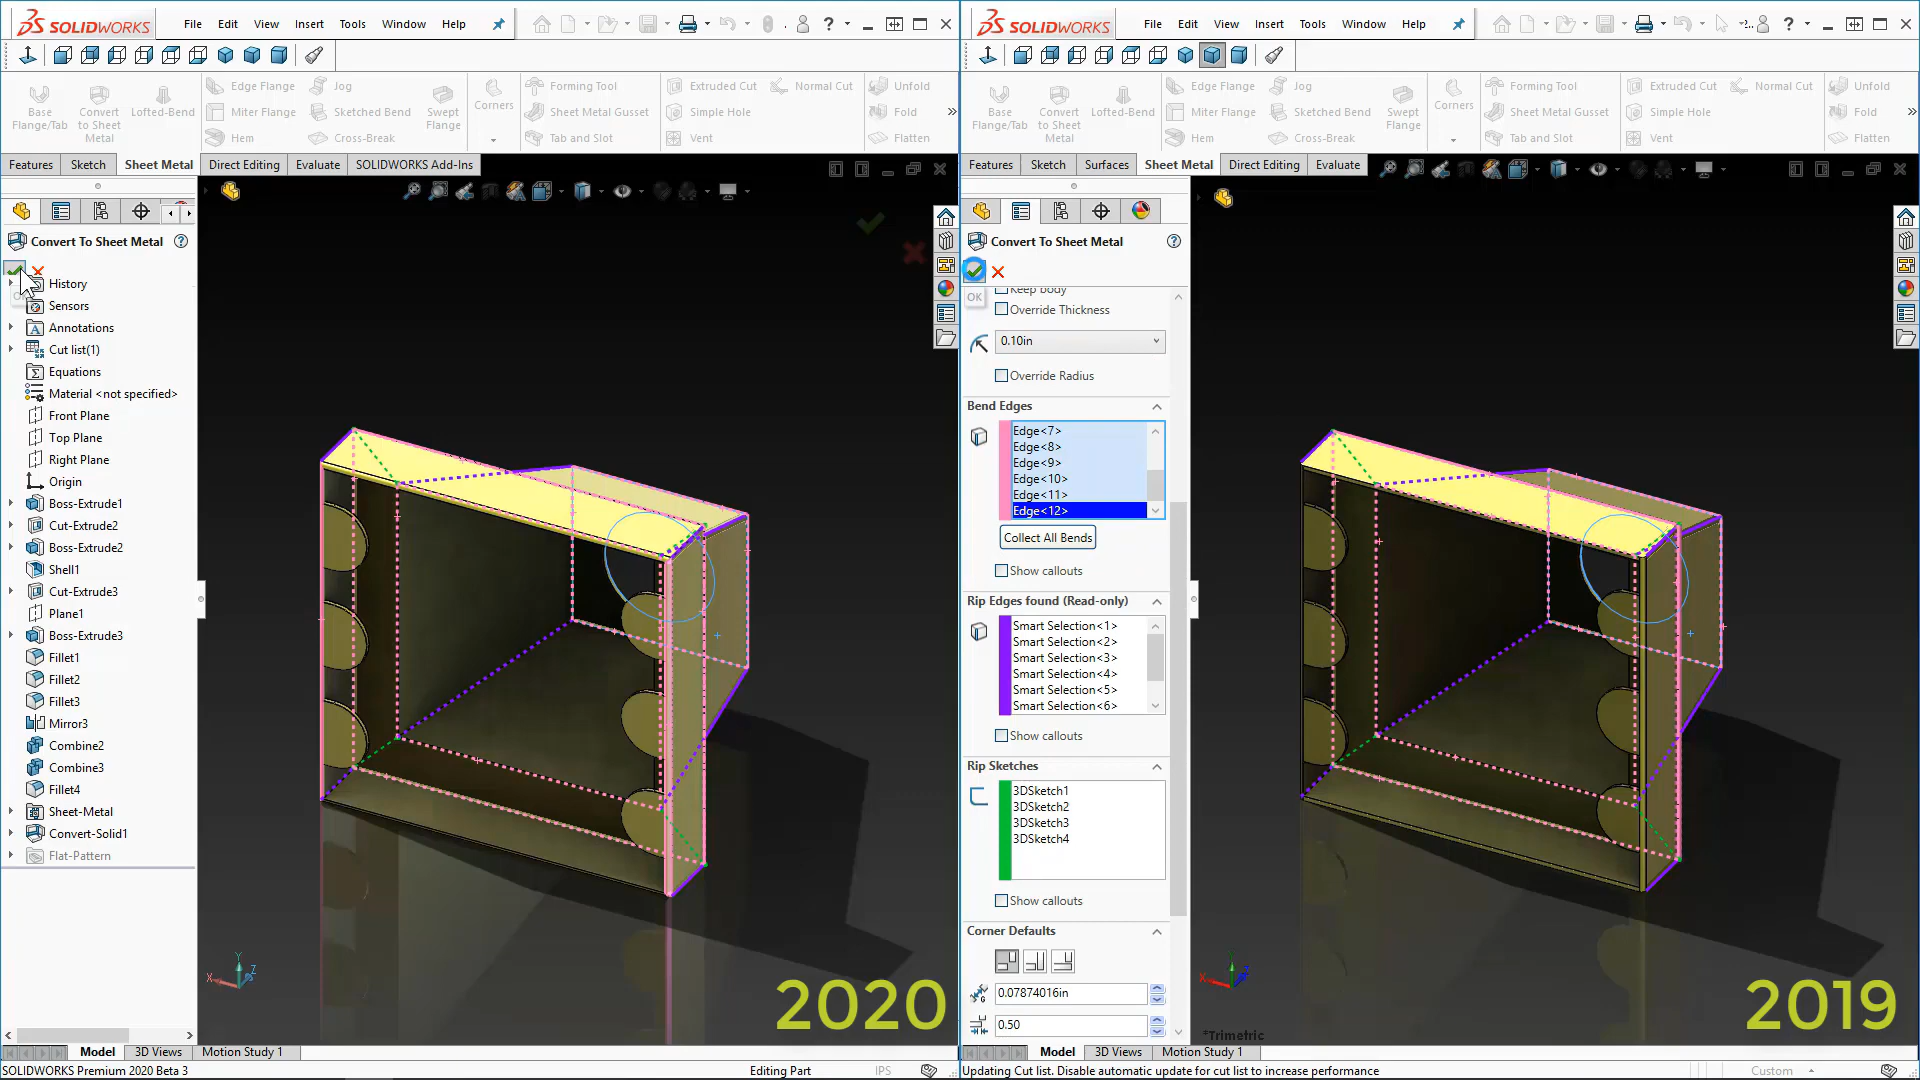 SOLIDWORKS File Edit View Insert Tools Window Help
Base Flange/Tab
Convert to Sheet Metal
Lofted-Bend
Edge Flange
Miter Flange
Hem
Jog
Sketched Bend
Cross-Break
Swept Flange
Corners
Forming Tool
Sheet Metal Gusset
Tab and Slot
Extruded Cut
Simple Hole
Vent
Normal Cut
Unfold
Fold
Flatten
Features Sketch Sheet Metal Direct Editing Evaluate SOLIDWORKS Add-Ins
Convert To Sheet Metal
History
Sensors
Annotations
Cut list(1)
Equations
Material <not specified>
Front Plane
Top Plane
Right Plane
Origin
Boss-Extrude1
Cut-Extrude2
Boss-Extrude2
Shell1
Cut-Extrude3
Plane1
Boss-Extrude3
Fillet1
Fillet2
Fillet3
Mirror3
Combine2
Combine3
Fillet4
Sheet-Metal
Convert-Solid1
Flat-Pattern
Y
X
Z
2020
Model 3D Views Motion Study 1
SOLIDWORKS Premium 2020 Beta 3 Editing Part IPS
SOLIDWORKS File Edit View Insert Tools Window Help
Base Flange/Tab
Convert to Sheet Metal
Lofted-Bend
Edge Flange
Miter Flange
Hem
Jog
Sketched Bend
Cross-Break
Swept Flange
Corners
Forming Tool
Sheet Metal Gusset
Tab and Slot
Extruded Cut
Simple Hole
Vent
Normal Cut
Unfold
Fold
Flatten
Features Sketch Surfaces Sheet Metal Direct Editing Evaluate
Convert To Sheet Metal
OK
Keep body
Override Thickness
0.10in
Override Radius
Bend Edges
Edge<7>
Edge<8>
Edge<9>
Edge<10>
Edge<11>
Edge<12>
Collect All Bends
Show callouts
Rip Edges found (Read-only)
Smart Selection<1>
Smart Selection<2>
Smart Selection<3>
Smart Selection<4>
Smart Selection<5>
Smart Selection<6>
Show callouts
Rip Sketches
3DSketch1
3DSketch2
3DSketch3
3DSketch4
Show callouts
Corner Defaults
0.07874016in
0.50
*Trimetric
2019
Model 3D Views Motion Study 1
Updating Cut list. Disable automatic update for cut list to increase performance Custom